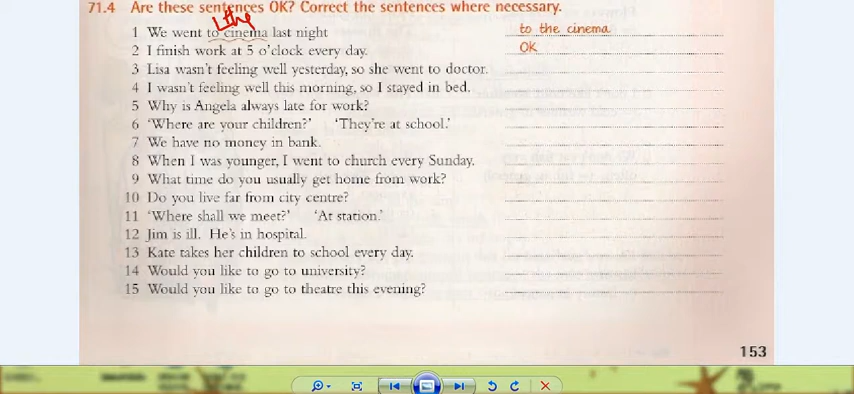 71.4 Are these sentences OK? Correct the sentences where necessary.
the
1 We went to cinema last night to the cinema
2 I finish work at 5 o'clock every day. OK
3 Lisa wasn't feeling well yesterday, so she went to doctor.
4 I wasn't feeling well this morning, so I stayed in bed.
5 Why is Angela always late for work?
6 'Where are your children?' 'They're at school.'
7 We have no money in bank.
8 When I was younger, I went to church every Sunday.
9 What time do you usually get home from work?
10 Do you live far from city centre?
11 'Where shall we meet?' 'At station.'
12 Jim is ill. He's in hospital.
13 Kate takes her children to school every day.
14 Would you like to go to university?
15 Would you like to go to theatre this evening?
153